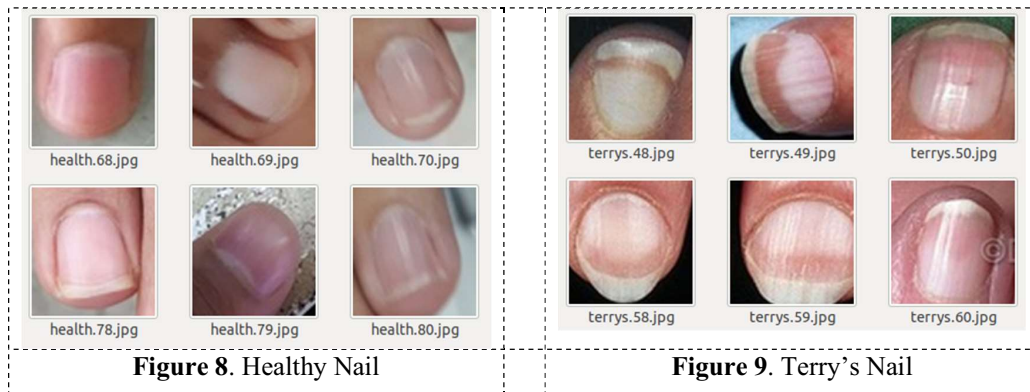 health.68.jpg health.69.jpg health.70.jpg
health.78.jpg health.79.jpg health.80.jpg
Figure 8. Healthy Nail
terrys.48.jpg terrys.49.jpg terrys.50.jpg
©
terrys.58.jpg terrys.59.jpg terrys.60.jpg
Figure 9. Terry's Nail